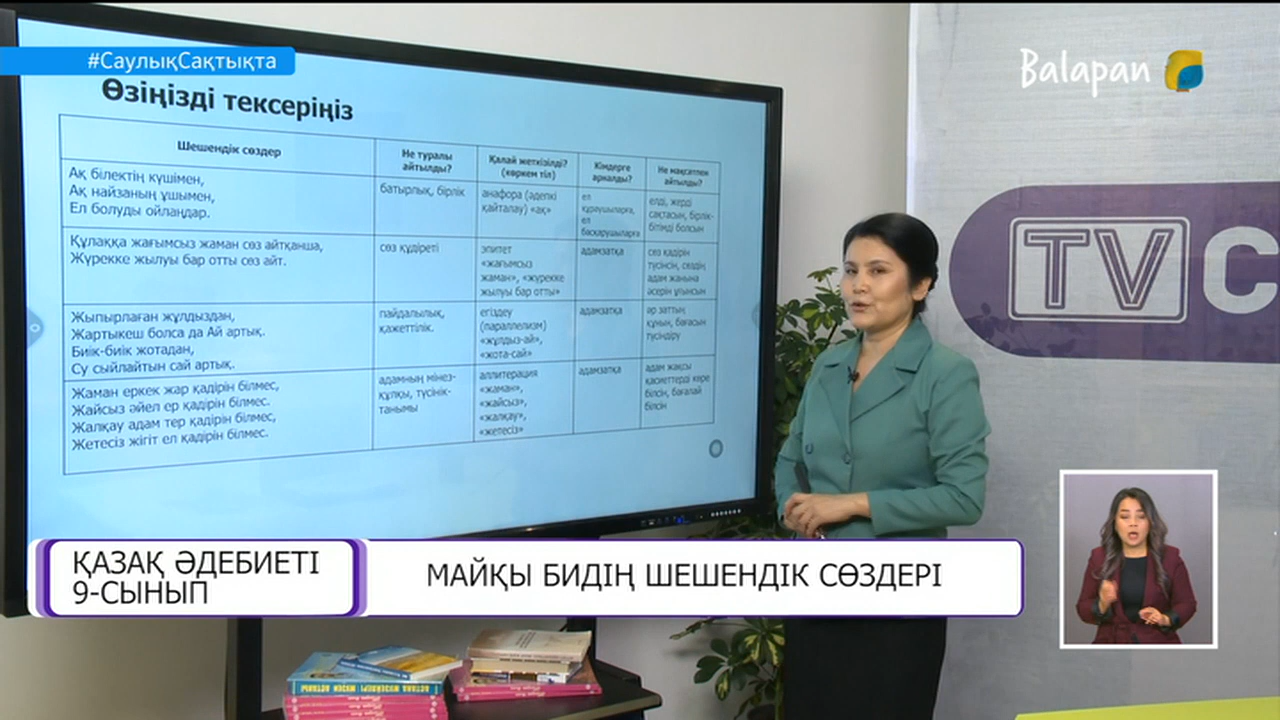 #СаулықСақтықта
Balapan
Өзіңізді тексеріңіз
Шешендік сөздер
Не туралы
айтылды?
Қалай жеткізілді?
(көркем тіл)
Кімдерге
арналды?
Не мақсатпен
айтылды?
Ақ білектің күшімен,
Ақ найзаның ұшымен,
Ел болуды ойлаңдар.
батырлық, бірлік
анафора (әдепкі
қайталау) «ақ»
ел
құраушыларға,
ел
басқарушыларға
елді, жерді
сақтасын, бірлік-
бітімді болсын
Құлаққа жағымсыз жаман сөз айтқанша,
Жүрекке жылуы бар отты сөз айт.
сөз құдіреті
эпитет
«жағымсыз
жаман», «жүрекке
жылуы бар отты»
адамзатқа
сөз қадірін
түсінсін, сөздің
адам жанына
әсерін ұғынсын
Жыпырлаған жұлдыздан,
Жартыкеш болса да Ай артық.
Биік-биік жотадан,
Су сыйлайтын сай артық.
пайдалылық,
қажеттілік.
егіздеу
(параллелизм)
«жұлдыз-ай»,
«жота-сай»
адамзатқа
әр заттың
құнын, бағасын
түсіндіру
Жаман еркек жар қадірін білмес,
Жайсыз әйел ер қадірін білмес.
Жалқау адам тер қадірін білмес,
Жетесіз жігіт ел қадірін білмес.
адамның мінез-
құлқы, түсінік-
танымы
аллитерация
«жаман»,
«жайсыз»,
«жалқау»,
«жетесіз»
адамзатқа
адам жақсы
қасиеттерді көре
білсін, бағалай
білсін
TV C
ҚАЗАҚ ӘДЕБИЕТІ
9-СЫНЫП
МАЙҚЫ БИДІҢ ШЕШЕНДІК СӨЗДЕРІ